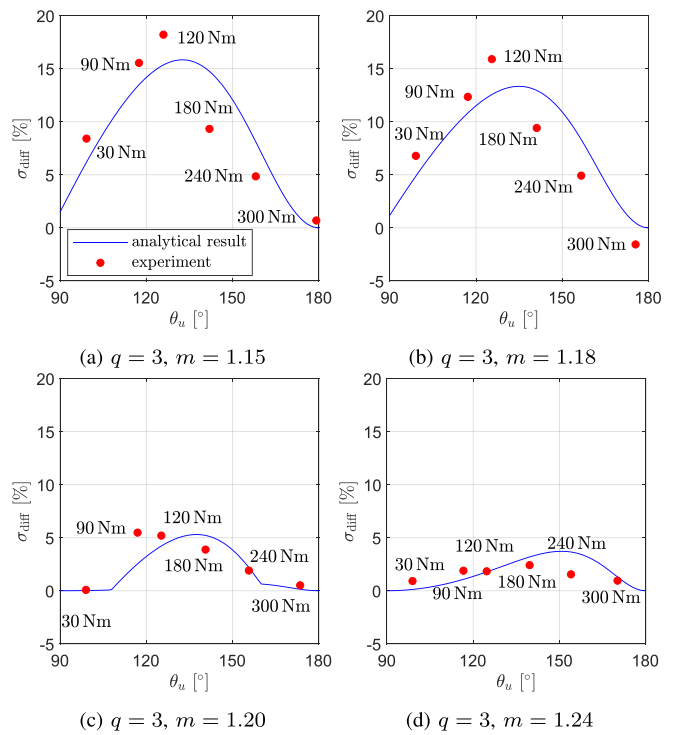 20
15
10
5
0
-5
σdiff [%]
120 Nm
90 Nm
180 Nm
30 Nm
240 Nm
300 Nm
analytical result
experiment
90 120 150 180
θu [°]
(a) q = 3, m = 1.15
20
15
10
5
0
-5
σdiff [%]
120 Nm
90 Nm
30 Nm
180 Nm
240 Nm
300 Nm
90 120 150 180
θu [°]
(b) q = 3, m = 1.18
20
15
10
5
0
-5
σdiff [%]
120 Nm
90 Nm
240 Nm
180 Nm
300 Nm
30 Nm
90 120 150 180
θu [°]
(c) q = 3, m = 1.20
20
15
10
5
0
-5
σdiff [%]
120 Nm
240 Nm
30 Nm
180 Nm
90 Nm
300 Nm
90 120 150 180
θu [°]
(d) q = 3, m = 1.24